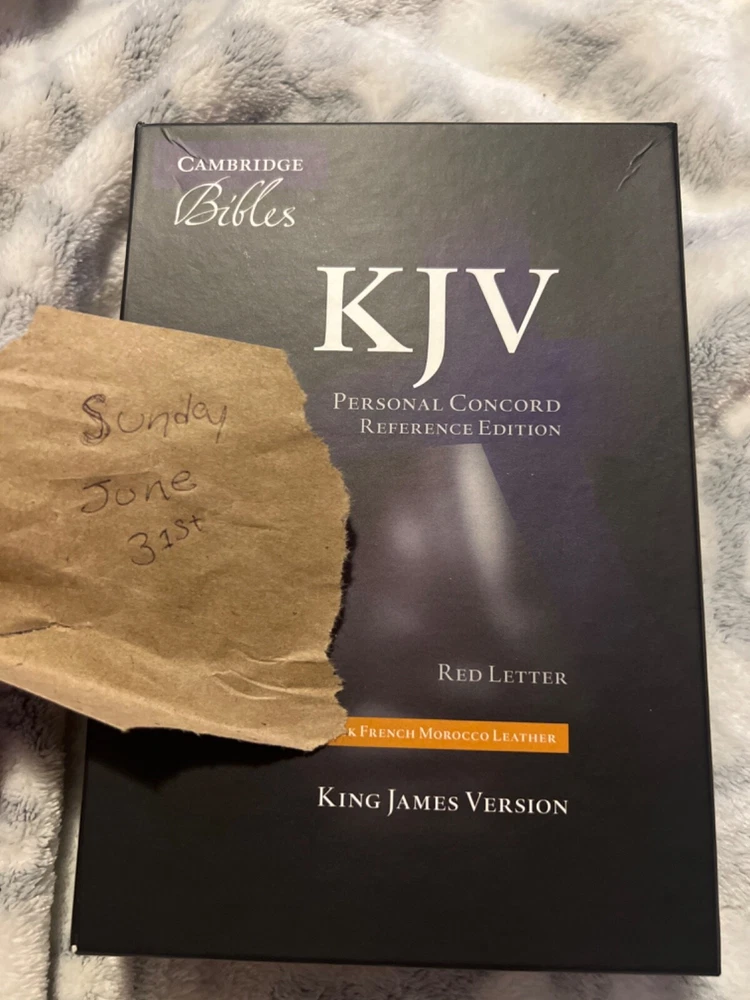 CAMBRIDGE
Bibles
KJV
PERSONAL CONCORD
REFERENCE EDITION
Sunday
June
31st
RED LETTER
FRENCH MOROCCO LEATHER
KING JAMES VERSION